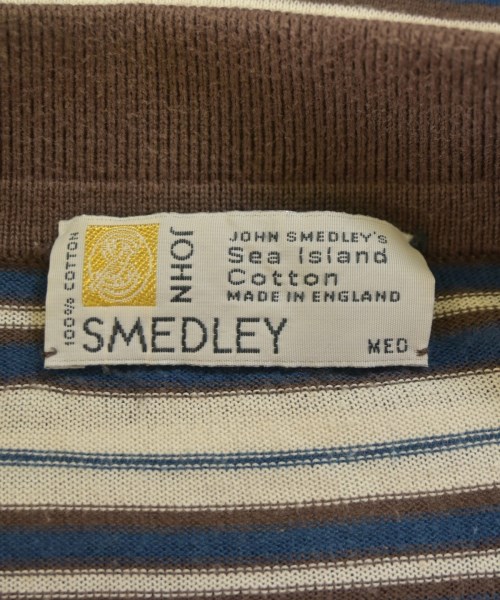 100% COTTON
JOHN
SMEDLEY
JOHN SMEDLEY's
Sea Island
Cotton
MADE IN ENGLAND
MED